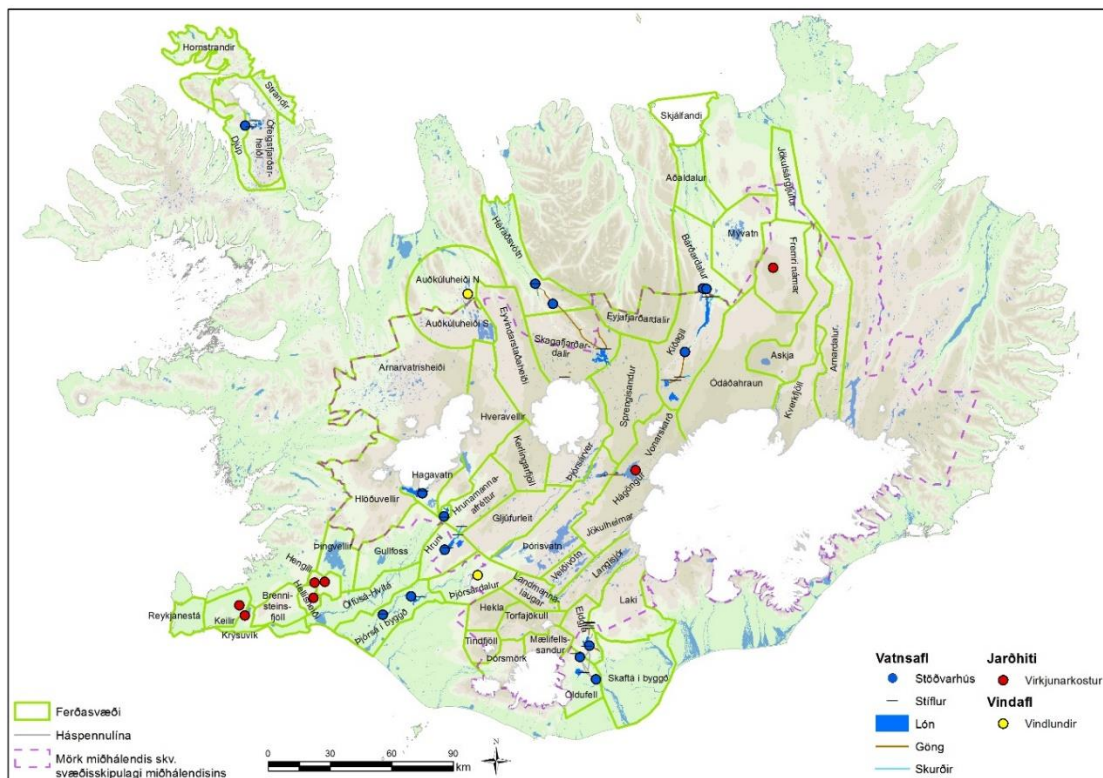 Hornstrandir
Strandir
Ófeigsfjarðar-
heiði
Djúp
Skjálfandi
Aðaldalur
Jökulsárgljúfur
Héraðsvötn
Bárðardalur
Mývatn
Fremri námar
Auðkúluheiði N
Auðkúluheiði S
Eyvindarstaðaheiði
Eyjafjarðardalir
Skagafjarðar-
dalir
Kiðagil
Askja
Arnardalur
Arnarvatnsheiði
Sprengisandur
Ódáðahraun
Kverkfjöll
Hveravellir
Vonarskarð
Kerlingarfjöll
Þjórsárver
Hagavatn
Hágöngur
Hlöðuvellir
Hrunamanna-
afréttur
Gljúfurleit
Jökulheimar
Þingvellir
Gullfoss
Hruni
Þórisvatn
Veiðivötn
Langisjór
Hengill
Hellisheiði
Ölfusá-Hvítá
Þjórsárdalur
Landmanna-
laugar
Brenni-
steins-
fjöll
Reykjanestá
Keilir
Krýsuvík
Þjórsá í byggð
Hekla
Torfajökull
Eldgjá
Laki
Tindfjöll
Mælifells-
sandur
Þórsmörk
Skaftá í byggð
Öldufell
Vatnsafl
Stöðvarhús
Stíflur
Lón
Göng
Skurðir
Jarðhiti
Virkjunarkostur
Vindafl
Vindlundir
Ferðasvæði
Háspennulína
Mörk miðhálendis skv.
svæðisskipulagi miðhálendisins
0 15 30 60 90
km
N